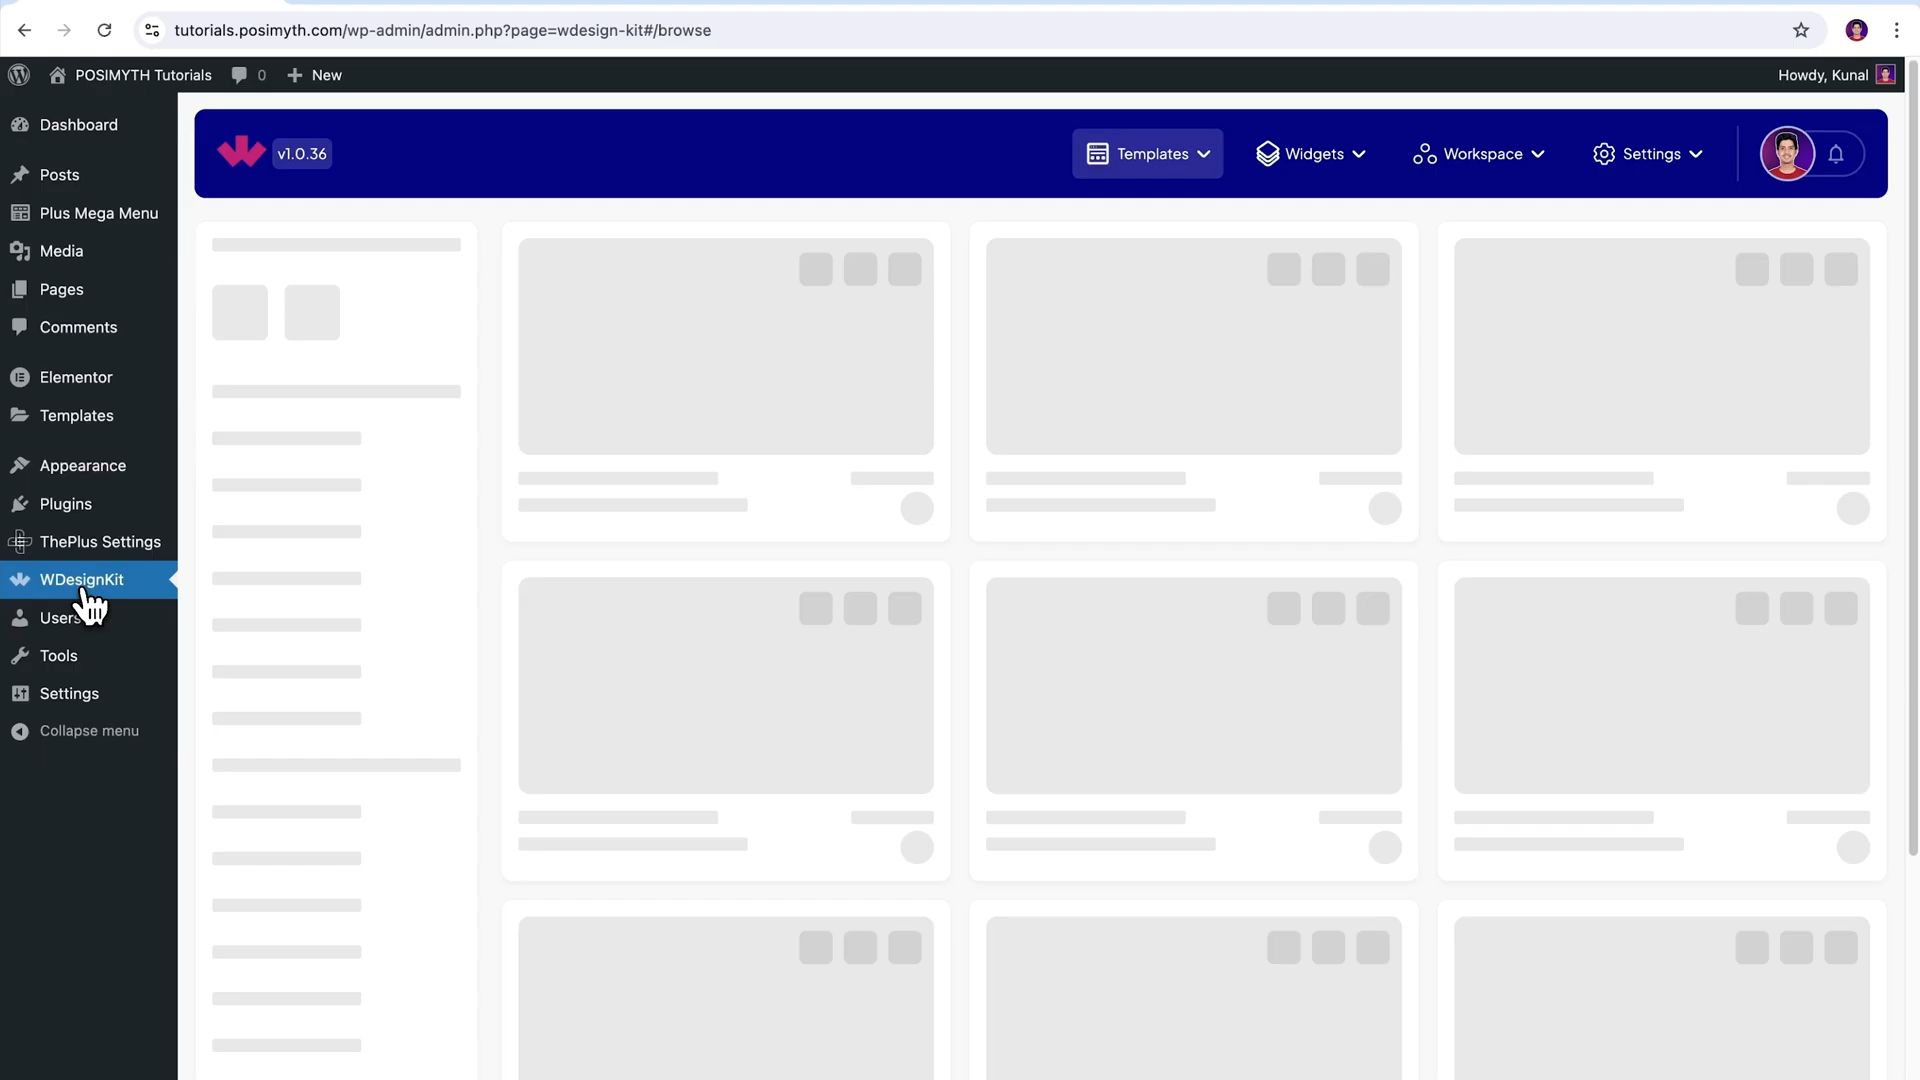 tutorials.posimyth.com/wp-admin/admin.php?page=wdesign-kit#/browse
POSIMYTH Tutorials 0 New Howdy, Kunal
Dashboard
Posts
Plus Mega Menu
Media
Pages
Comments
Elementor
Templates
Appearance
Plugins
ThePlus Settings
WDesignKit
Users
Tools
Settings
Collapse menu
v1.0.36 Templates Widgets Workspace Settings